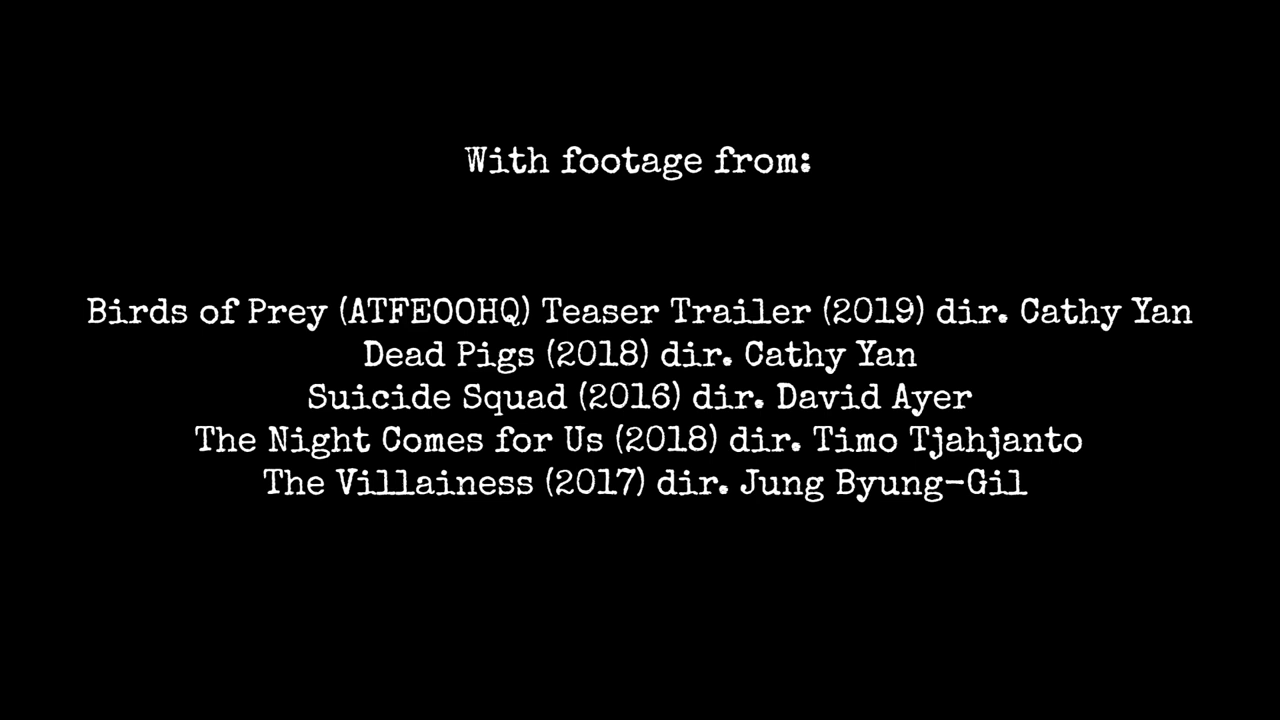 With footage from:
Birds of Prey (ATFEOOHQ) Teaser Trailer (2019) dir. Cathy Yan
Dead Pigs (2018) dir. Cathy Yan
Suicide Squad (2016) dir. David Ayer
The Night Comes for Us (2018) dir. Timo Tjahjanto
The Villainess (2017) dir. Jung Byung-Gil